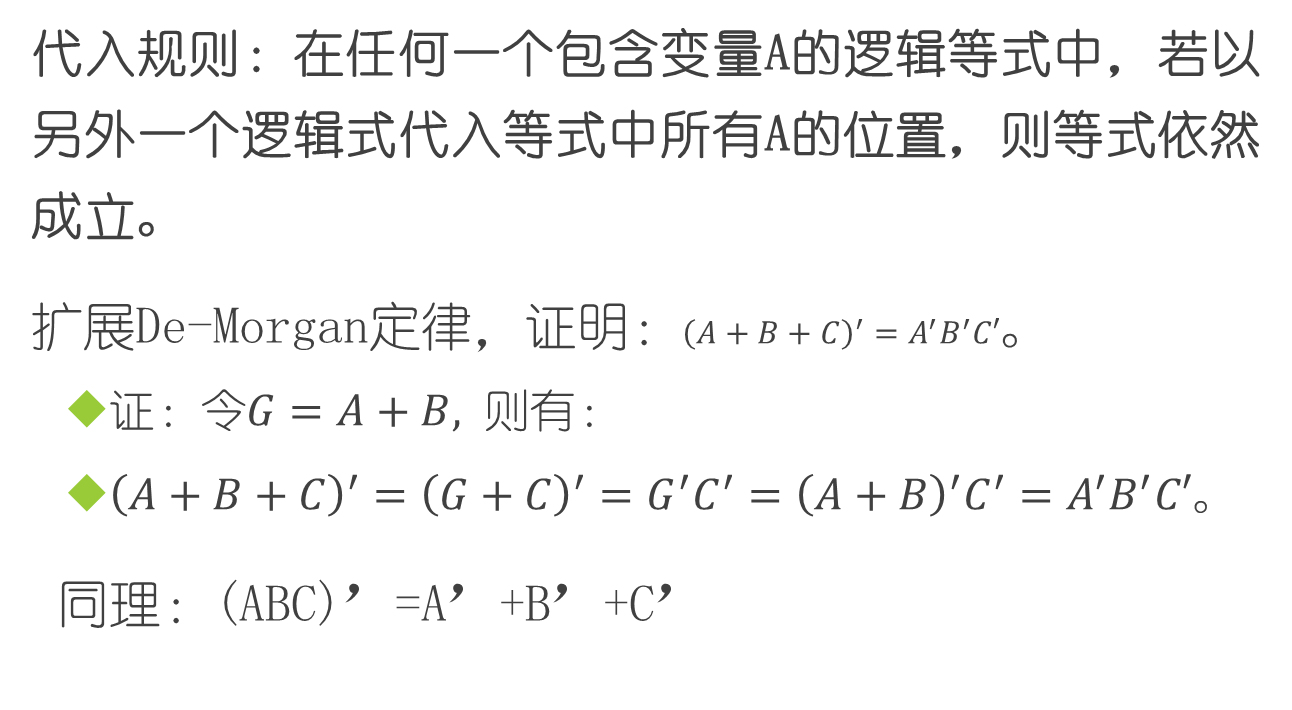 代入规则：在任何一个包含变量A的逻辑等式中，若以
另外一个逻辑式代入等式中所有A的位置，则等式依然
成立。
扩展De-Morgan定律，证明：(A + B + C)′ = A′B′C′。
证：令G = A + B, 则有：
(A + B + C)′ = (G + C)′ = G′C′ = (A + B)′C′ = A′B′C′。
同理：(ABC)’ =A’ +B’ +C’